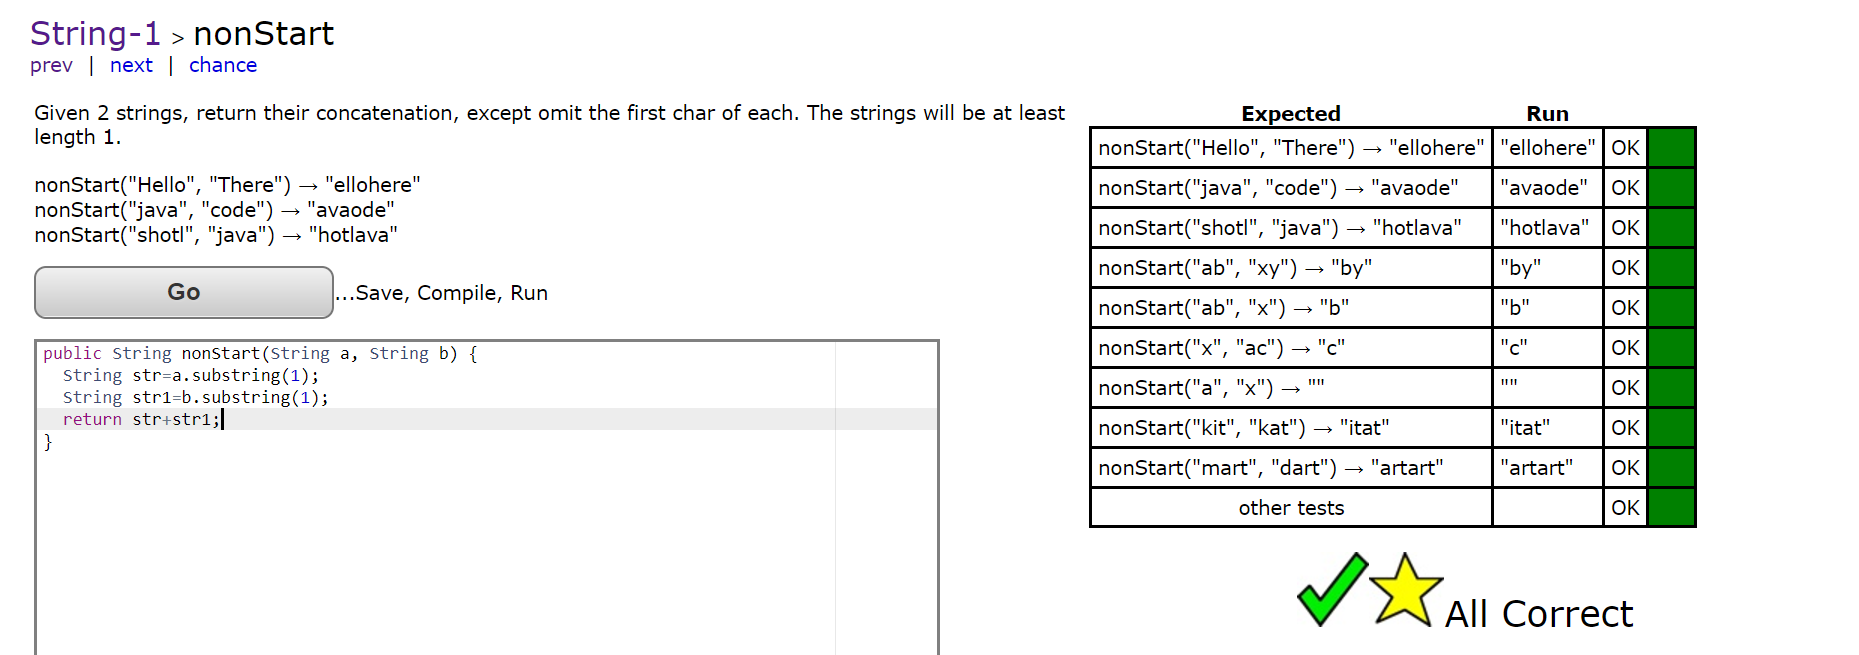 String-1 > nonStart
prev | next | chance
Given 2 strings, return their concatenation, except omit the first char of each. The strings will be at least
length 1.
nonStart("Hello", "There") → "ellohere"
nonStart("java", "code") → "avaode"
nonStart("shotl", "java") → "hotlava"
Go ...Save, Compile, Run
public String nonStart(String a, String b) {
  String str=a.substring(1);
  String str1=b.substring(1);
  return str+str1;
}
Expected Run
nonStart("Hello", "There") → "ellohere" "ellohere" OK
nonStart("java", "code") → "avaode" "avaode" OK
nonStart("shotl", "java") → "hotlava" "hotlava" OK
nonStart("ab", "xy") → "by" "by" OK
nonStart("ab", "x") → "b" "b" OK
nonStart("x", "ac") → "c" "c" OK
nonStart("a", "x") → "" "" OK
nonStart("kit", "kat") → "itat" "itat" OK
nonStart("mart", "dart") → "artart" "artart" OK
other tests OK
All Correct